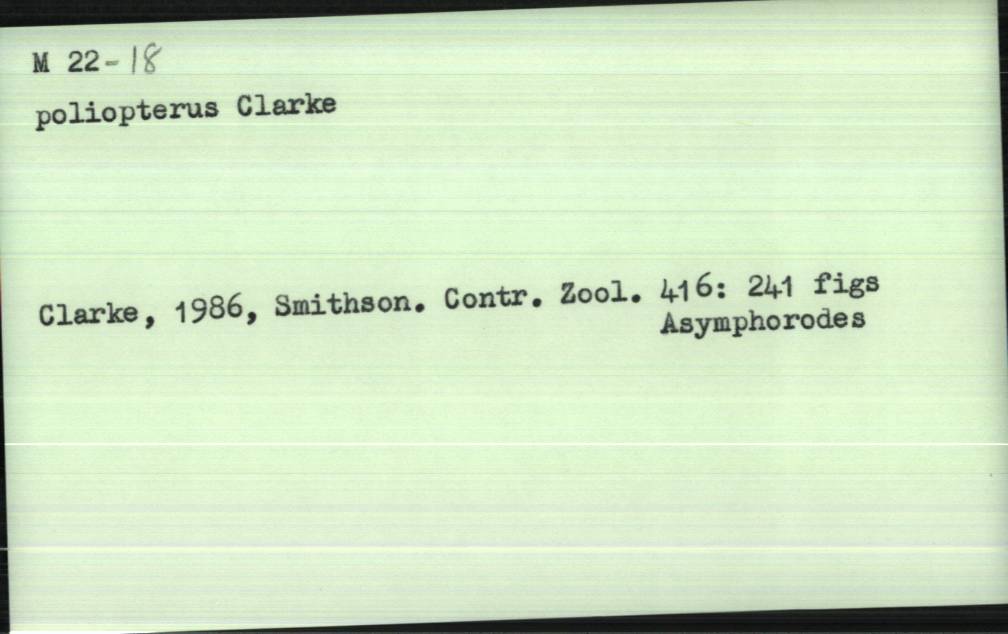 M 22-18
poliopterus Clarke
Clarke, 1986, Smithson. Contr. Zool. 416: 241 figs
Asymphorodes